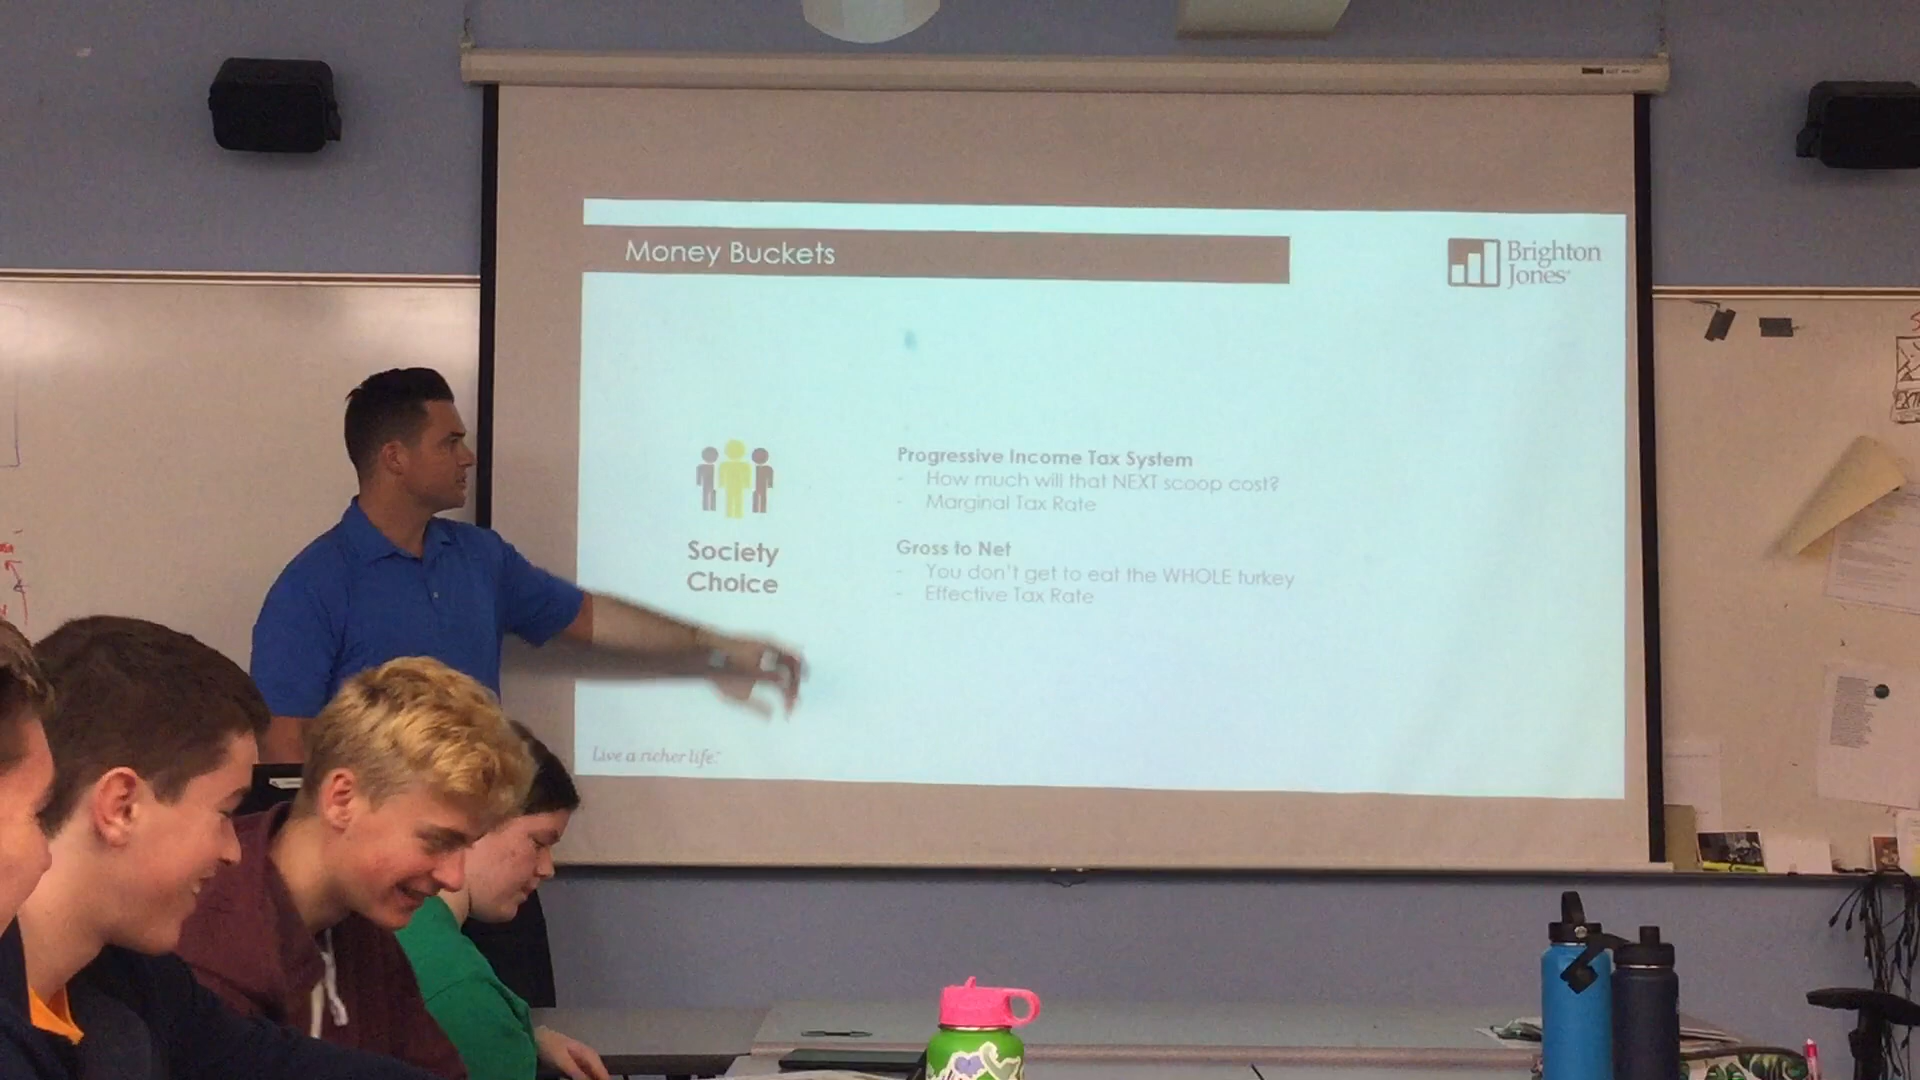 Money Buckets
Brighton
Jones
Progressive Income Tax System
- How much will that NEXT scoop cost?
- Marginal Tax Rate
Society
Choice
Gross to Net
- You don't get to eat the WHOLE turkey
- Effective Tax Rate
Live a richer life.